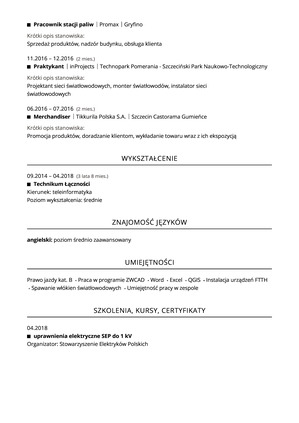 ■ Pracownik stacji paliw | Promax | Gryfino
Krótki opis stanowiska:
Sprzedaż produktów, nadzór budynku, obsługa klienta
11.2016 – 12.2016 (2 mies.)
■ Praktykant | inProjects | Technopark Pomerania - Szczeciński Park Naukowo-Technologiczny
Krótki opis stanowiska:
Projektant sieci światłowodowych, monter światłowodów, instalator sieci
światłowodowych
06.2016 – 07.2016 (2 mies.)
■ Merchandiser | Tikkurila Polska S.A. | Szczecin Castorama Gumieńce
Krótki opis stanowiska:
Promocja produktów, doradzanie klientom, wykładanie towaru wraz z ich ekspozycją
WYKSZTAŁCENIE
09.2014 – 04.2018 (3 lata 8 mies.)
■ Technikum Łączności
Kierunek: teleinformatyka
Poziom wykształcenia: średnie
ZNAJOMOŚĆ JĘZYKÓW
angielski: poziom średnio zaawansowany
UMIEJĘTNOŚCI
Prawo jazdy kat. B - Praca w programie ZWCAD - Word - Excel - QGIS - Instalacja urządzeń FTTH
- Spawanie włókien światłowodowych - Umiejętność pracy w zespole
SZKOLENIA, KURSY, CERTYFIKATY
04.2018
■ uprawnienia elektryczne SEP do 1 kV
Organizator: Stowarzyszenie Elektryków Polskich